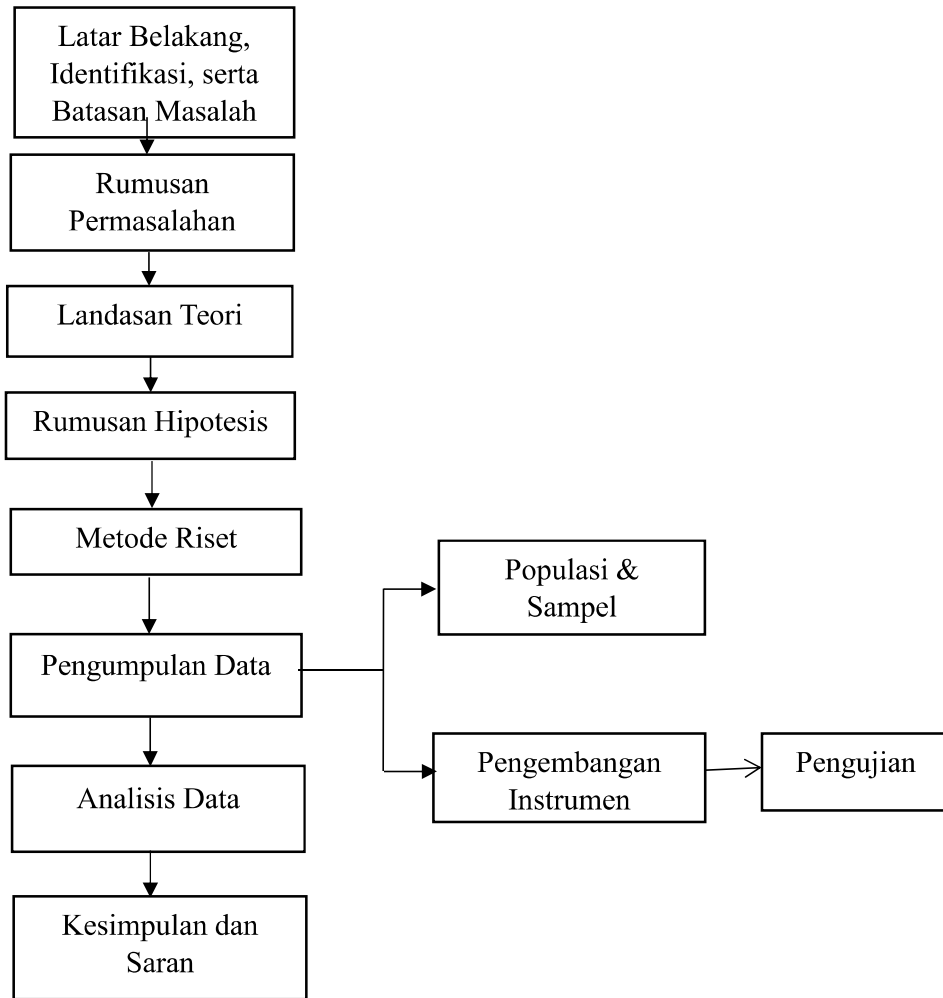 Latar Belakang,
Identifikasi, serta
Batasan Masalah
Rumusan
Permasalahan
Landasan Teori
Rumusan Hipotesis
Metode Riset
Pengumpulan Data
Populasi &
Sampel
Pengembangan
Instrumen
Pengujian
Analisis Data
Kesimpulan dan
Saran